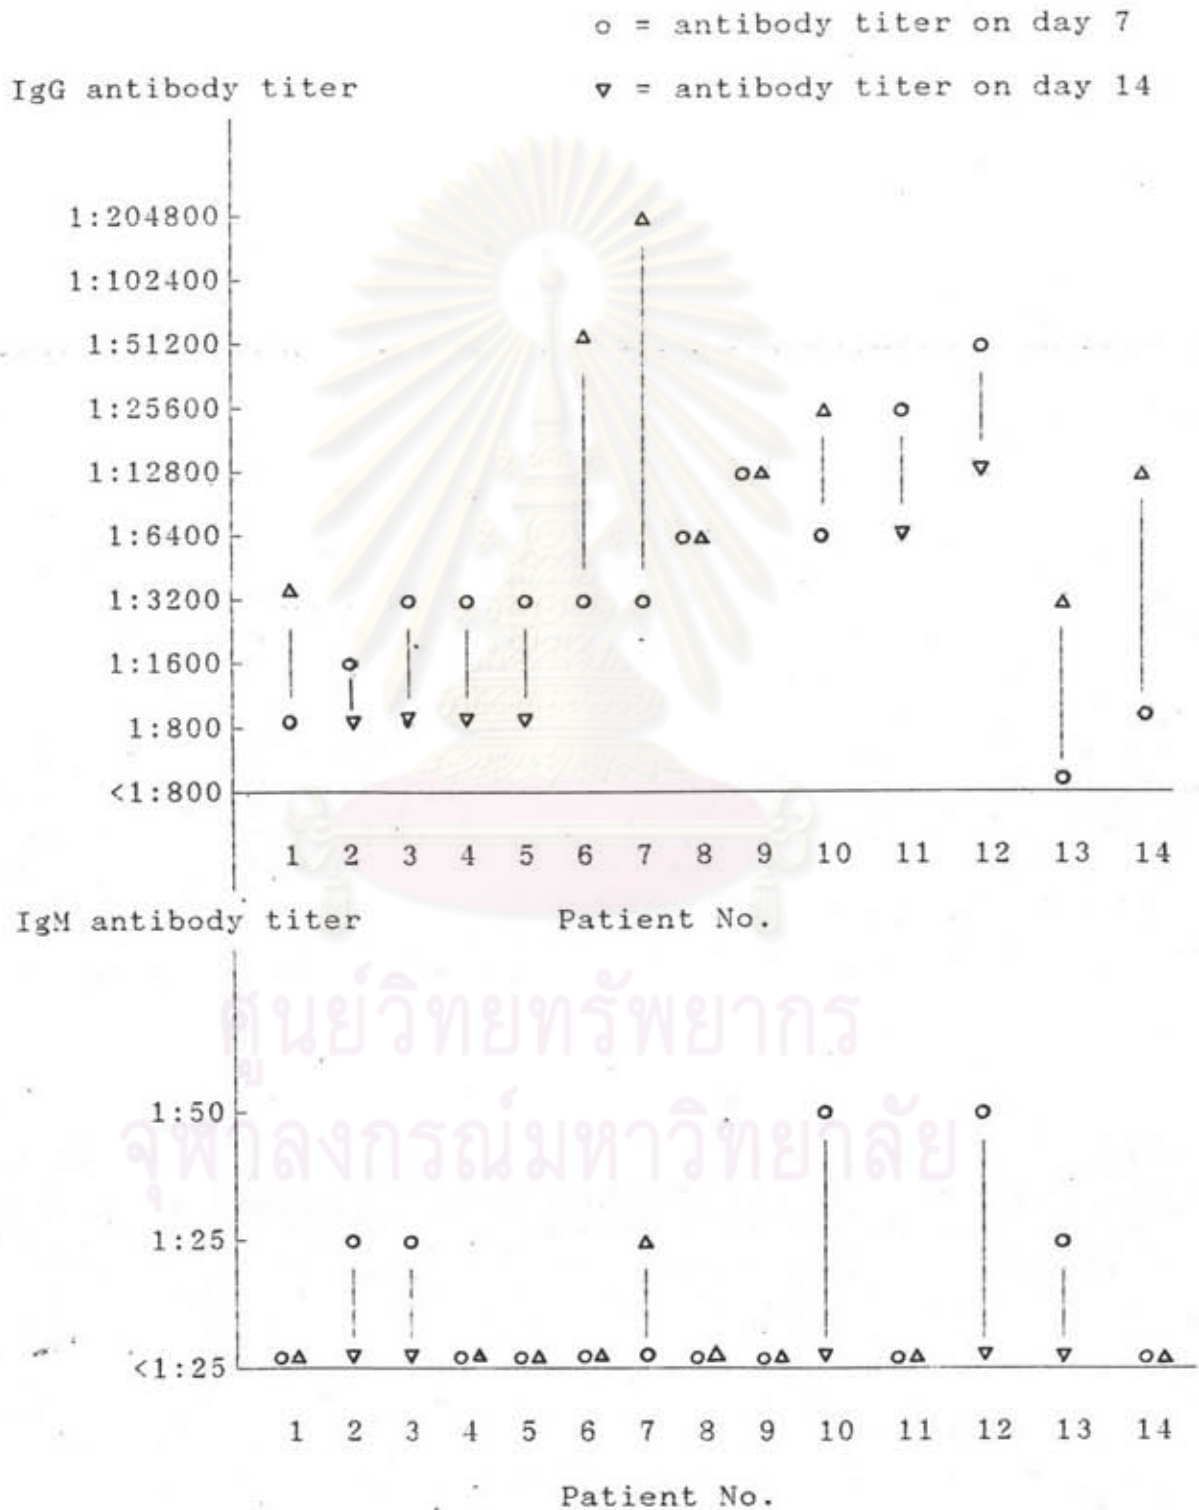 o = antibody titer on day 7
IgG antibody titer
▽ = antibody titer on day 14
1:204800
1:102400
1:51200
1:25600
1:12800
1:6400
1:3200
1:1600
1:800
<1:800
1 2 3 4 5 6 7 8 9 10 11 12 13 14
IgM antibody titer
Patient No.
ศูนย์วิทยทรัพยากร
1:50
จุฬาลงกรณ์มหาวิทยาลัย
1:25
<1:25
1 2 3 4 5 6 7 8 9 10 11 12 13 14
Patient No.